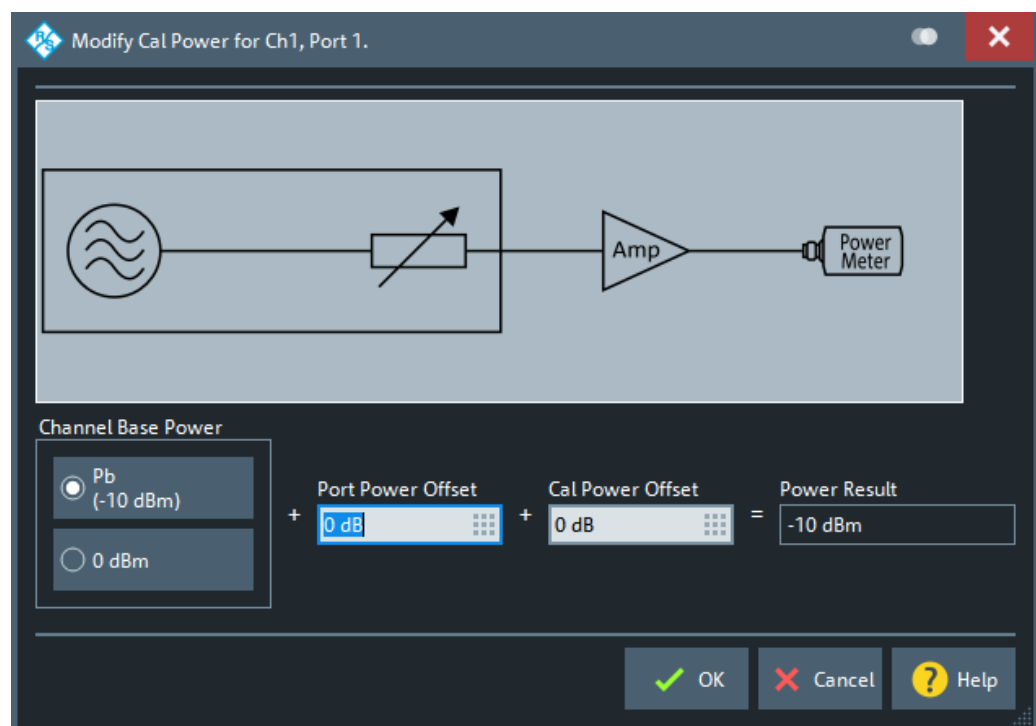 R&S
Modify Cal Power for Ch1, Port 1.
Amp
Power
Meter
Channel Base Power
Pb
(-10 dBm)
0 dBm
+
Port Power Offset
0 dB
+
Cal Power Offset
0 dB
=
Power Result
-10 dBm
OK
Cancel
? Help